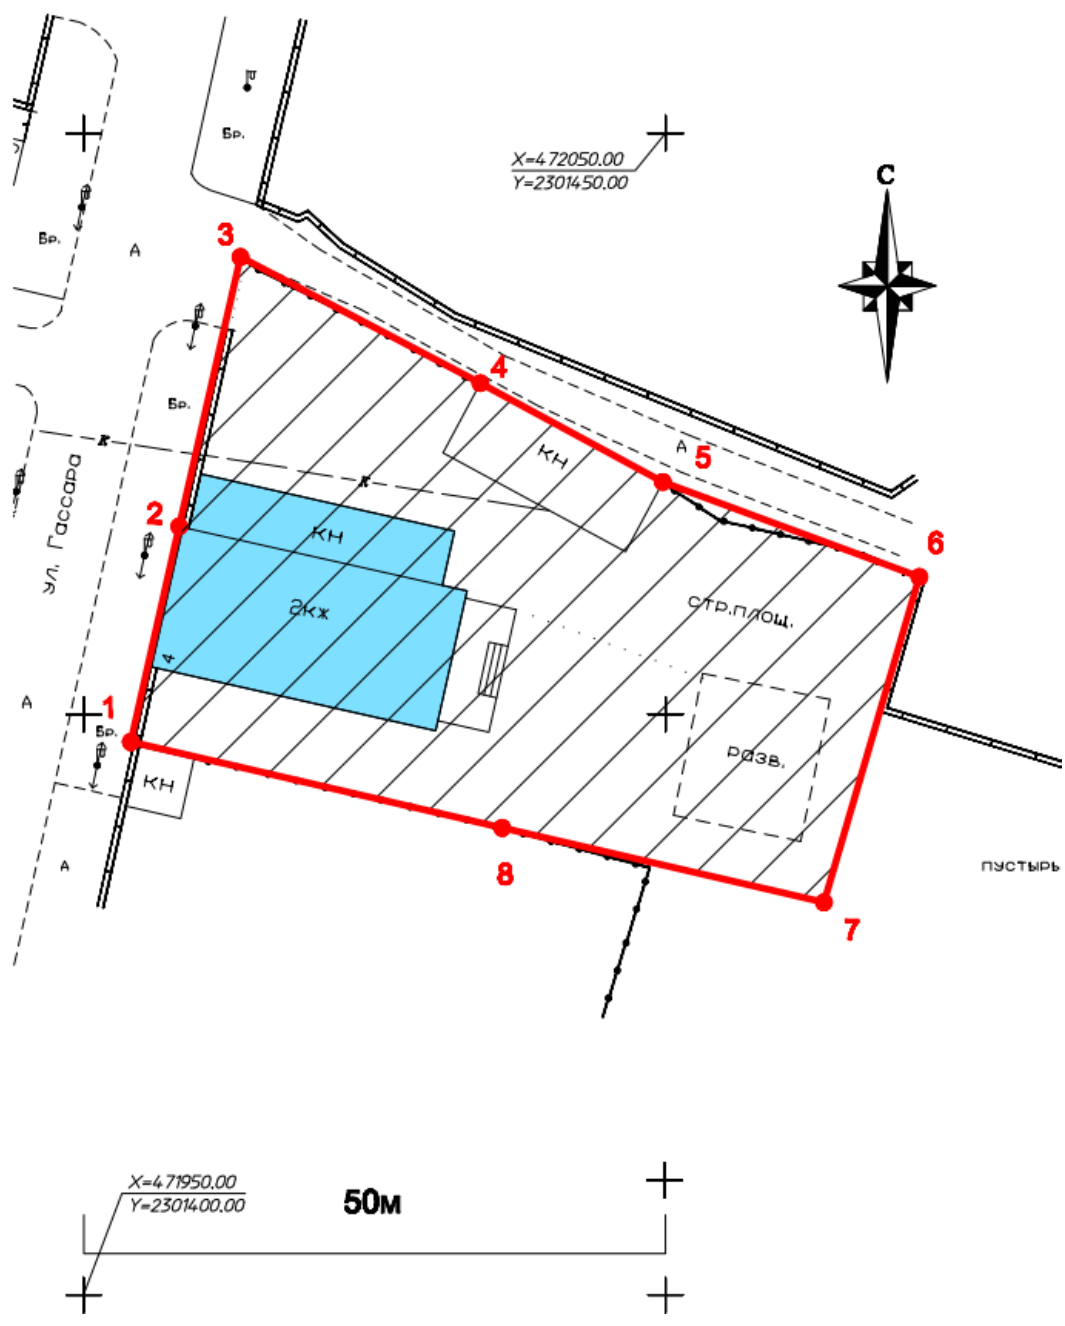 Бр.
X=472050.00
Y=2301450.00
С
Бр.
А
3
4
Бр.
КН
А
5
К
К
ул. Гассара
2
КН
6
2КЖ
СТР.ПЛОЩ.
4
А
1
Бр.
КН
разв.
А
8
ПУСТЫРЬ
7
X=471950.00
Y=2301400.00
50м